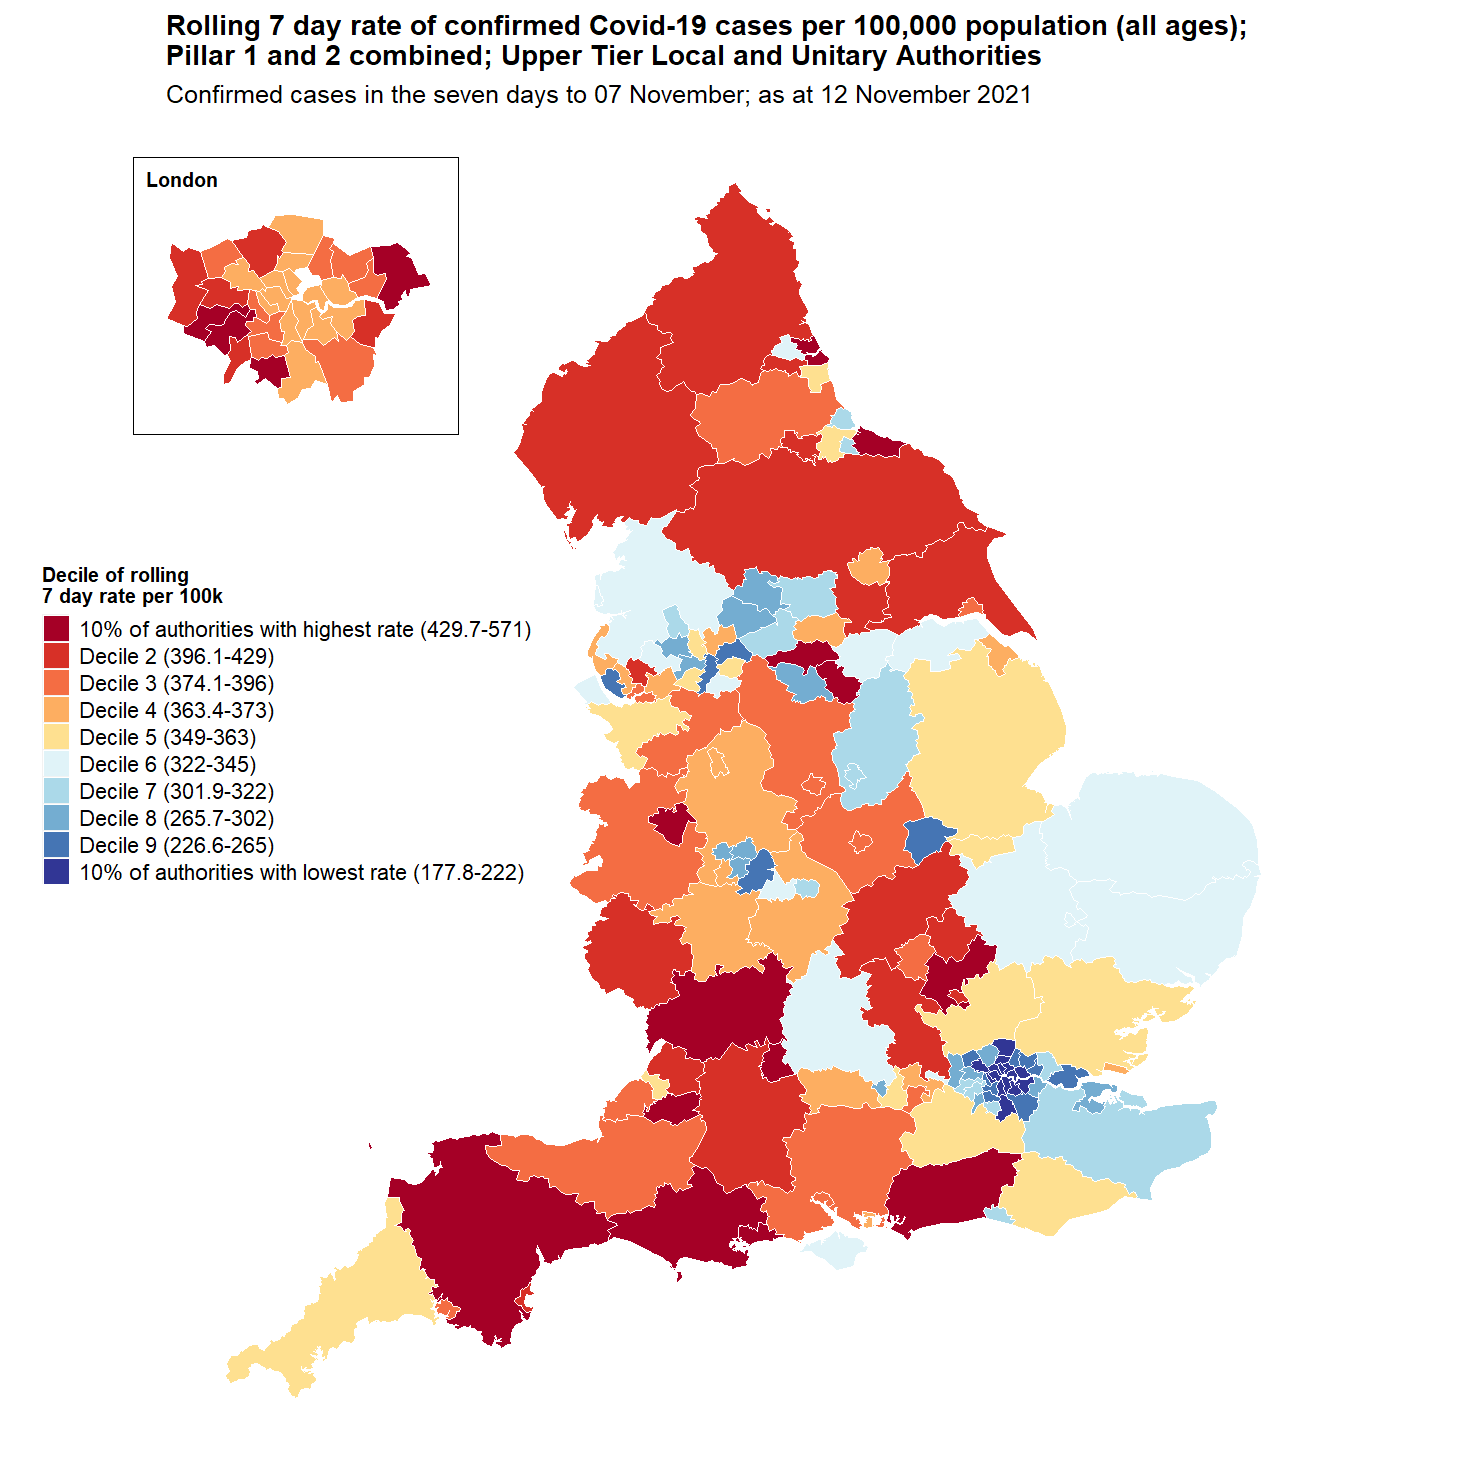 Rolling 7 day rate of confirmed Covid-19 cases per 100,000 population (all ages);
Pillar 1 and 2 combined; Upper Tier Local and Unitary Authorities
Confirmed cases in the seven days to 07 November; as at 12 November 2021
London
Decile of rolling
7 day rate per 100k
10% of authorities with highest rate (429.7-571)
Decile 2 (396.1-429)
Decile 3 (374.1-396)
Decile 4 (363.4-373)
Decile 5 (349-363)
Decile 6 (322-345)
Decile 7 (301.9-322)
Decile 8 (265.7-302)
Decile 9 (226.6-265)
10% of authorities with lowest rate (177.8-222)